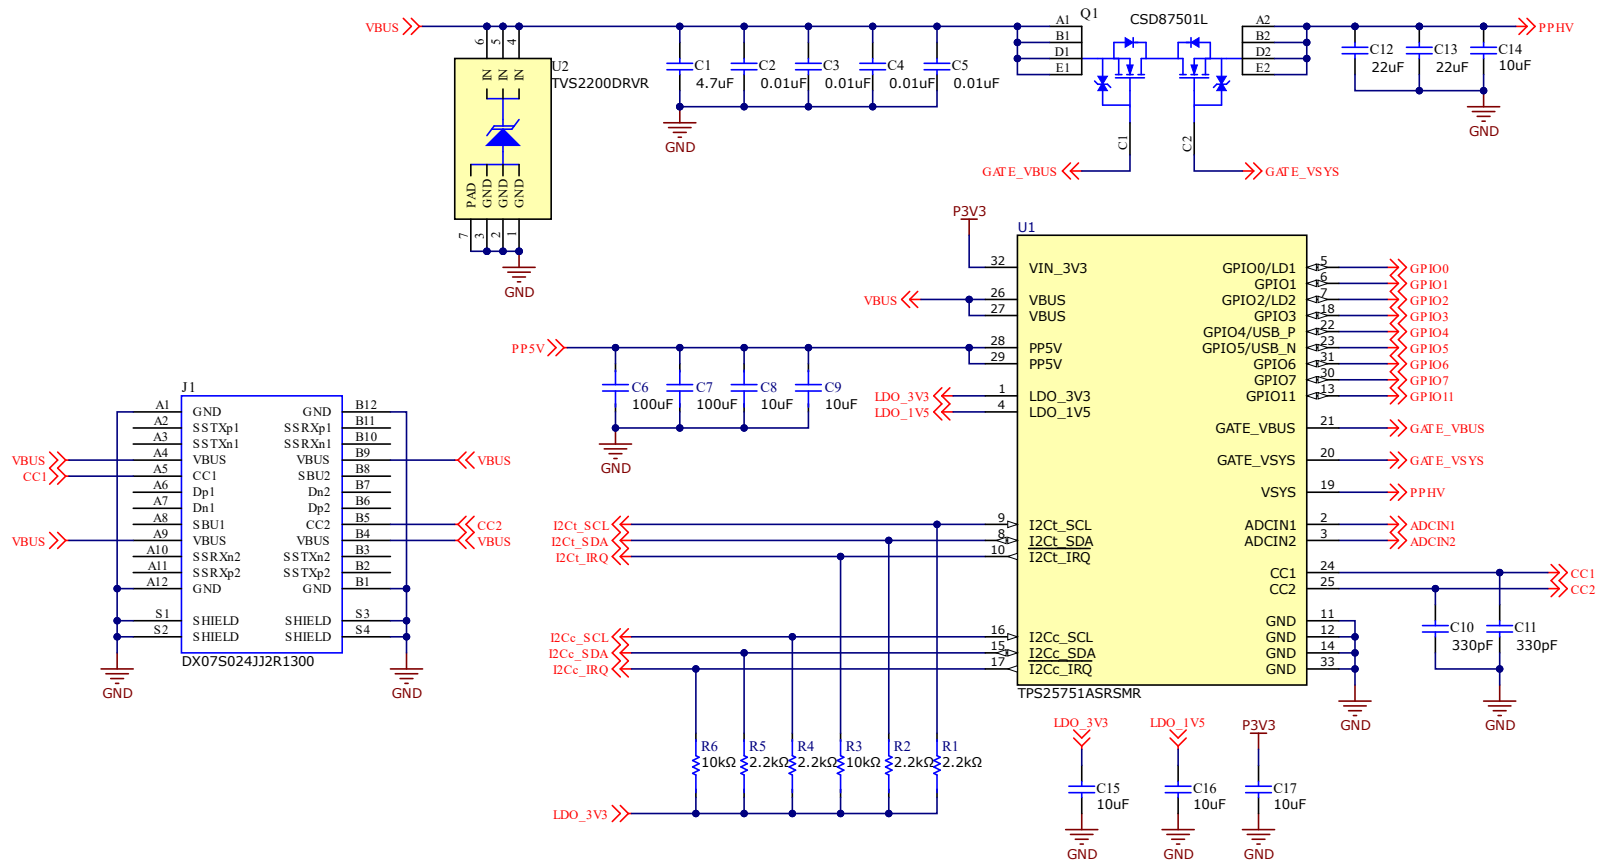 VBUS
6
5
4
IN
IN
IN
U2
TVS2200DRVR
PAD
GND
GND
GND
7
3
2
1
GND
C1
4.7uF
C2
0.01uF
C3
0.01uF
C4
0.01uF
C5
0.01uF
GND
Q1
CSD87501L
A1
B1
D1
E1
A2
B2
D2
E2
C1
C2
GATE_VBUS
GATE_VSYS
C12
22uF
C13
22uF
C14
10uF
PPHV
GND
P3V3
U1
32 VIN_3V3
VBUS
26 VBUS
27 VBUS
PP5V
28 PP5V
29 PP5V
C6
100uF
C7
100uF
C8
10uF
C9
10uF
GND
LDO_3V3
1 LDO_3V3
LDO_1V5
4 LDO_1V5
I2Ct_SCL
9 I2Ct_SCL
I2Ct_SDA
8 I2Ct_SDA
I2Ct_IRQ
10 I2Ct_IRQ
I2Cc_SCL
16 I2Cc_SCL
I2Cc_SDA
15 I2Cc_SDA
I2Cc_IRQ
17 I2Cc_IRQ
GPIO0/LD1 5 GPIO0
GPIO1 6 GPIO1
GPIO2/LD2 7 GPIO2
GPIO3 18 GPIO3
GPIO4/USB_P 22 GPIO4
GPIO5/USB_N 23 GPIO5
GPIO6 31 GPIO6
GPIO7 30 GPIO7
GPIO11 13 GPIO11
GATE_VBUS 21 GATE_VBUS
GATE_VSYS 20 GATE_VSYS
VSYS 19 PPHV
ADCIN1 2 ADCIN1
ADCIN2 3 ADCIN2
CC1 24 CC1
CC2 25 CC2
GND 11
GND 12
GND 14
GND 33
TPS25751ASRSMR
GND
C10
330pF
C11
330pF
GND
J1
A1 GND GND B12
A2 SSTXp1 SSRXp1 B11
A3 SSTXn1 SSRXn1 B10
VBUS A4 VBUS VBUS B9 VBUS
CC1 A5 CC1 SBU2 B8
A6 Dp1 Dn2 B7
A7 Dn1 Dp2 B6
A8 SBU1 CC2 B5 CC2
VBUS A9 VBUS VBUS B4 VBUS
A10 SSRXn2 SSTXn2 B3
A11 SSRXp2 SSTXp2 B2
A12 GND GND B1
S1 SHIELD SHIELD S3
S2 SHIELD SHIELD S4
DX07S024JJ2R1300
GND
GND
R6
10kΩ
R5
2.2kΩ
R4
2.2kΩ
R3
10kΩ
R2
2.2kΩ
R1
2.2kΩ
LDO_3V3
LDO_3V3
C15
10uF
GND
LDO_1V5
C16
10uF
GND
P3V3
C17
10uF
GND